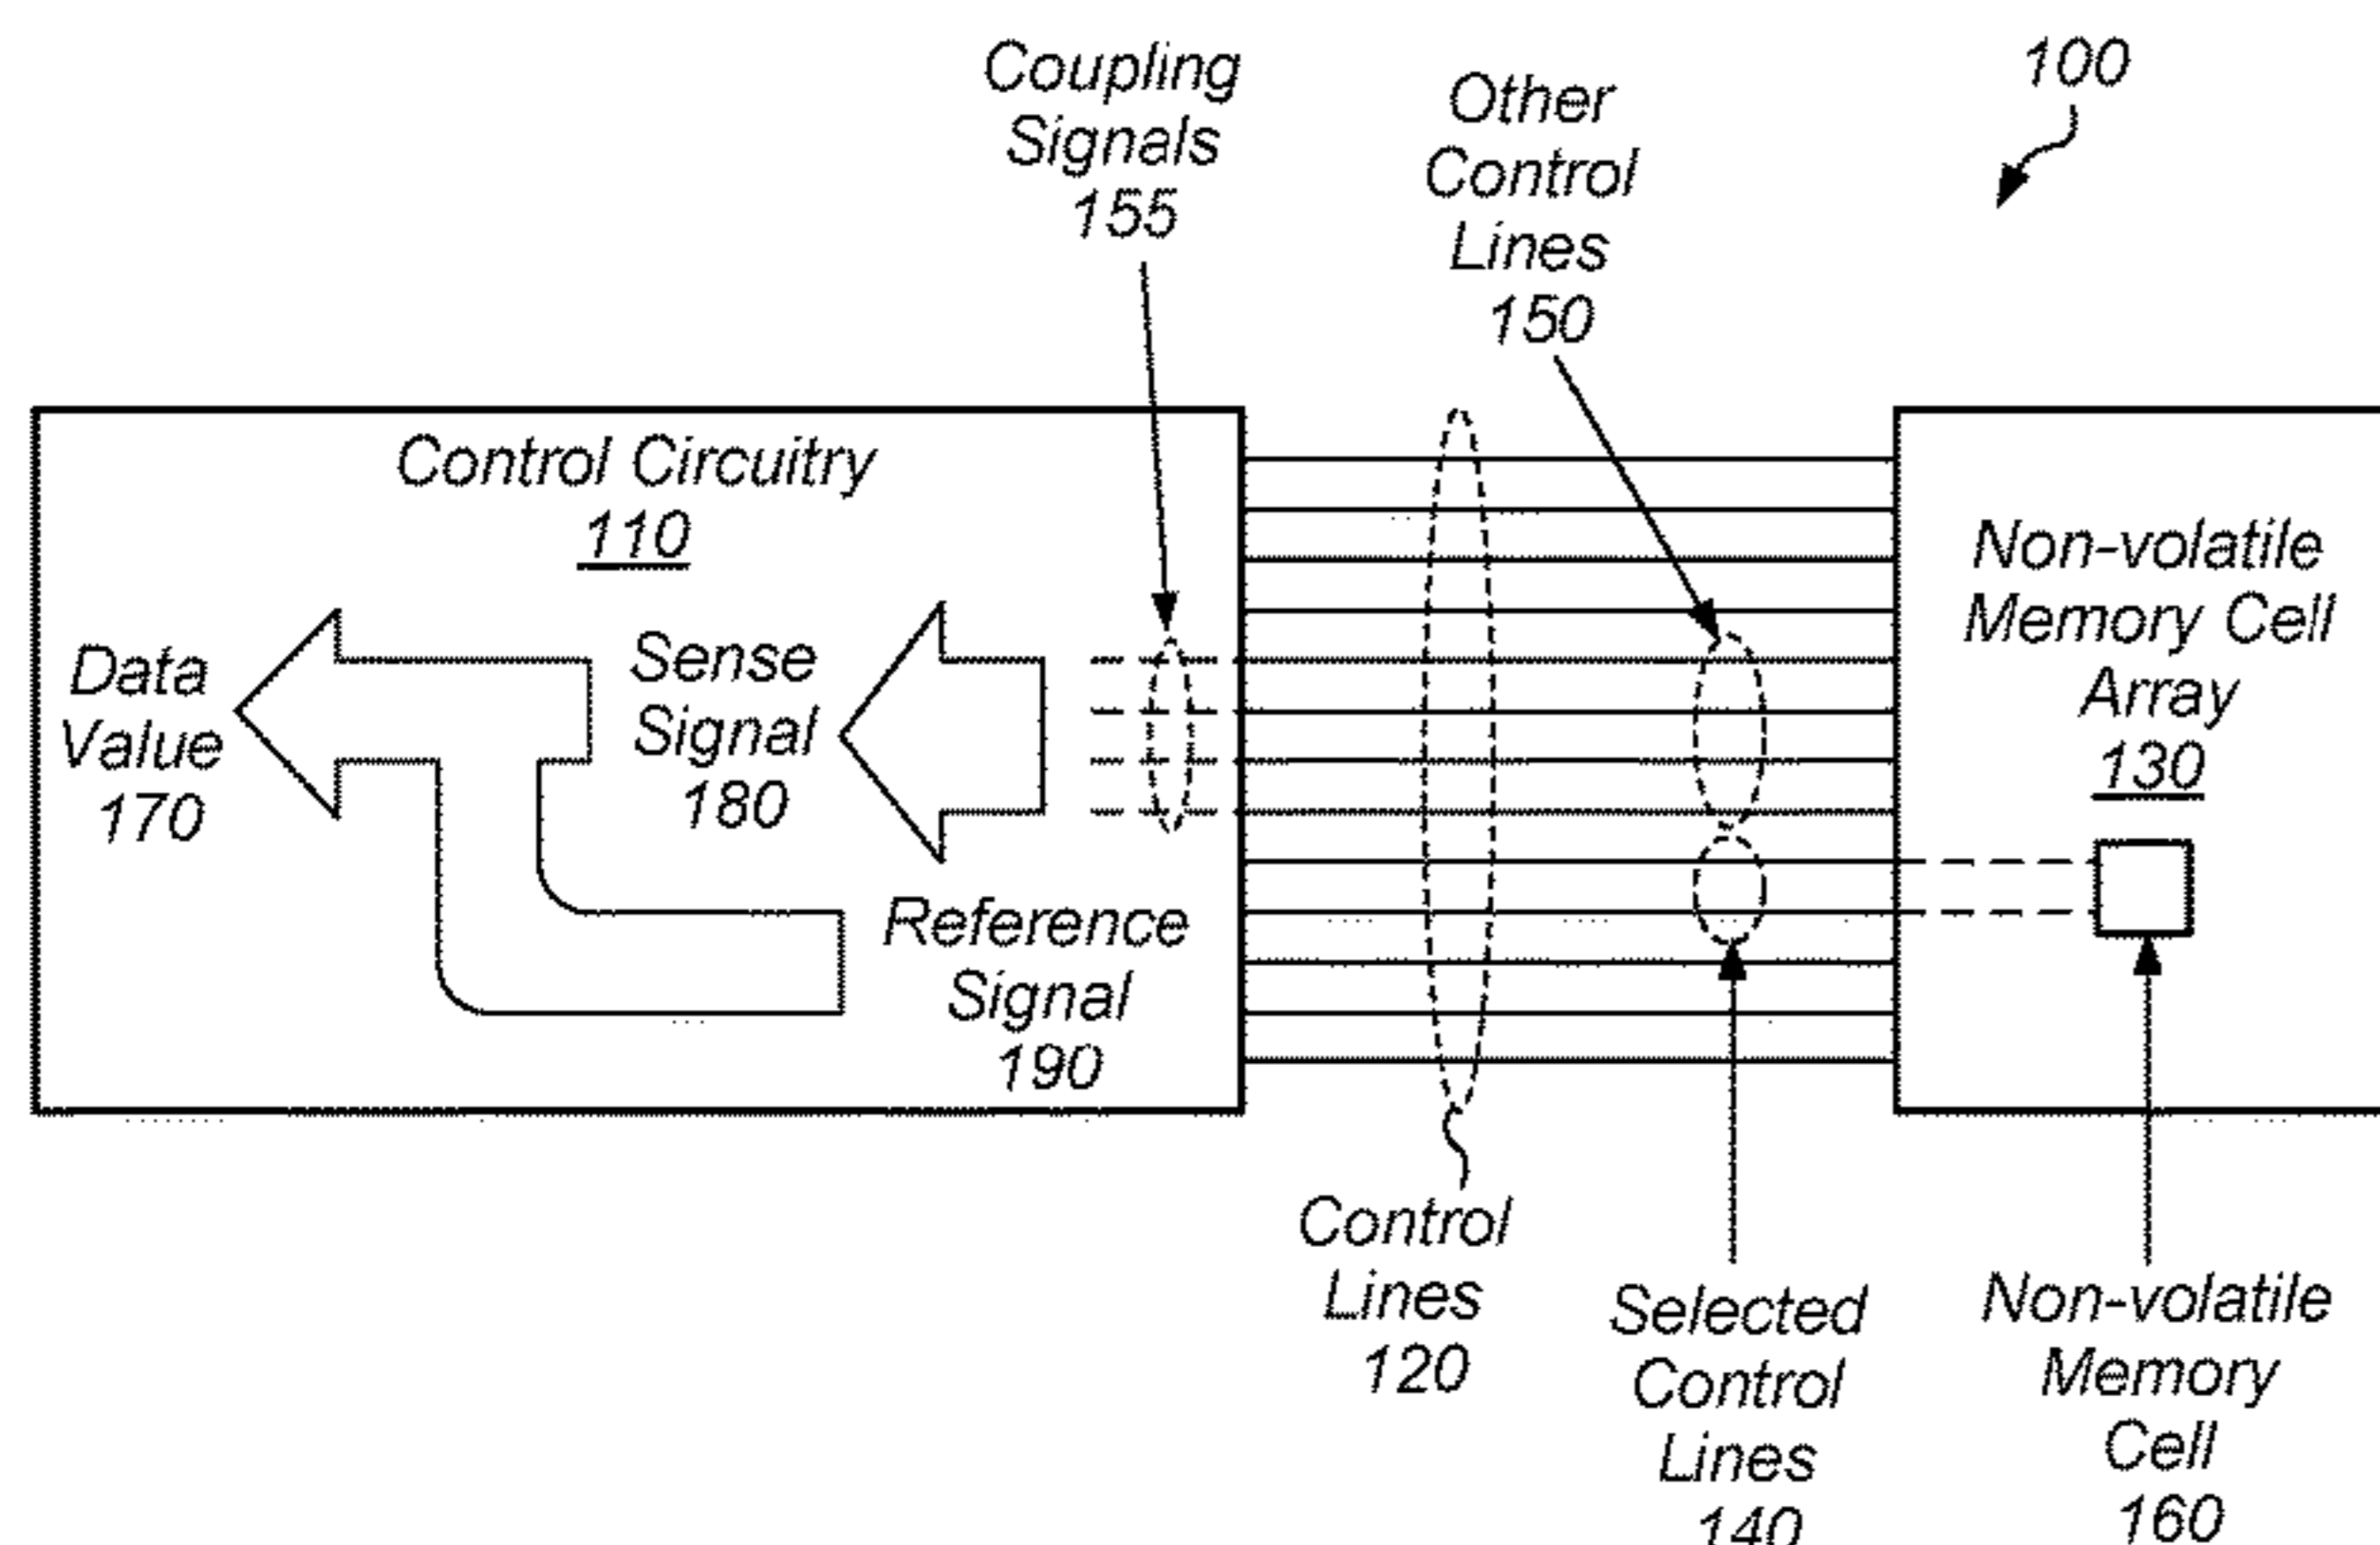 100
Coupling
Signals
155
Other
Control
Lines
150
Control Circuitry
110
Data
Value
170
Sense
Signal
180
Reference
Signal
190
Non-volatile
Memory Cell
Array
130
Control
Lines
120
Selected
Control
Lines
140
Non-volatile
Memory
Cell
160